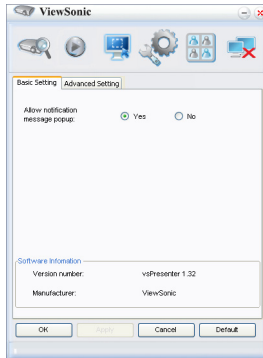 ViewSonic
Basic Setting Advanced Setting
Allow notification
message popup: Yes No
Software Infomation
Version number: vsPresenter 1.32
Manufacturer: ViewSonic
OK Apply Cancel Default